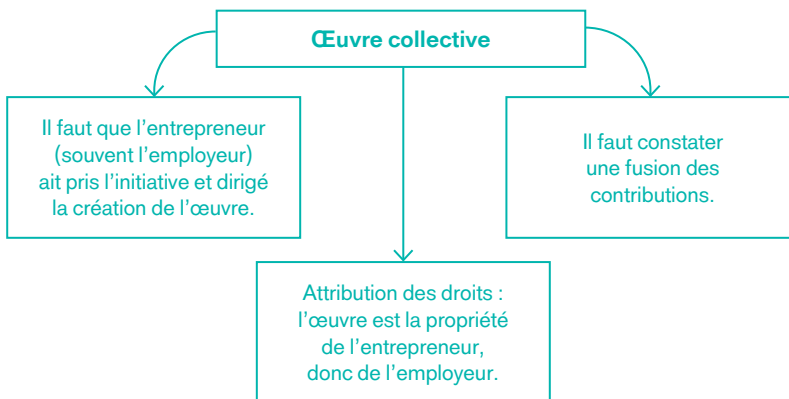 Œuvre collective
Il faut que l’entrepreneur
(souvent l’employeur)
ait pris l’initiative et dirigé
la création de l’œuvre.
Il faut constater
une fusion des
contributions.
Attribution des droits :
l’œuvre est la propriété
de l’entrepreneur,
donc de l’employeur.